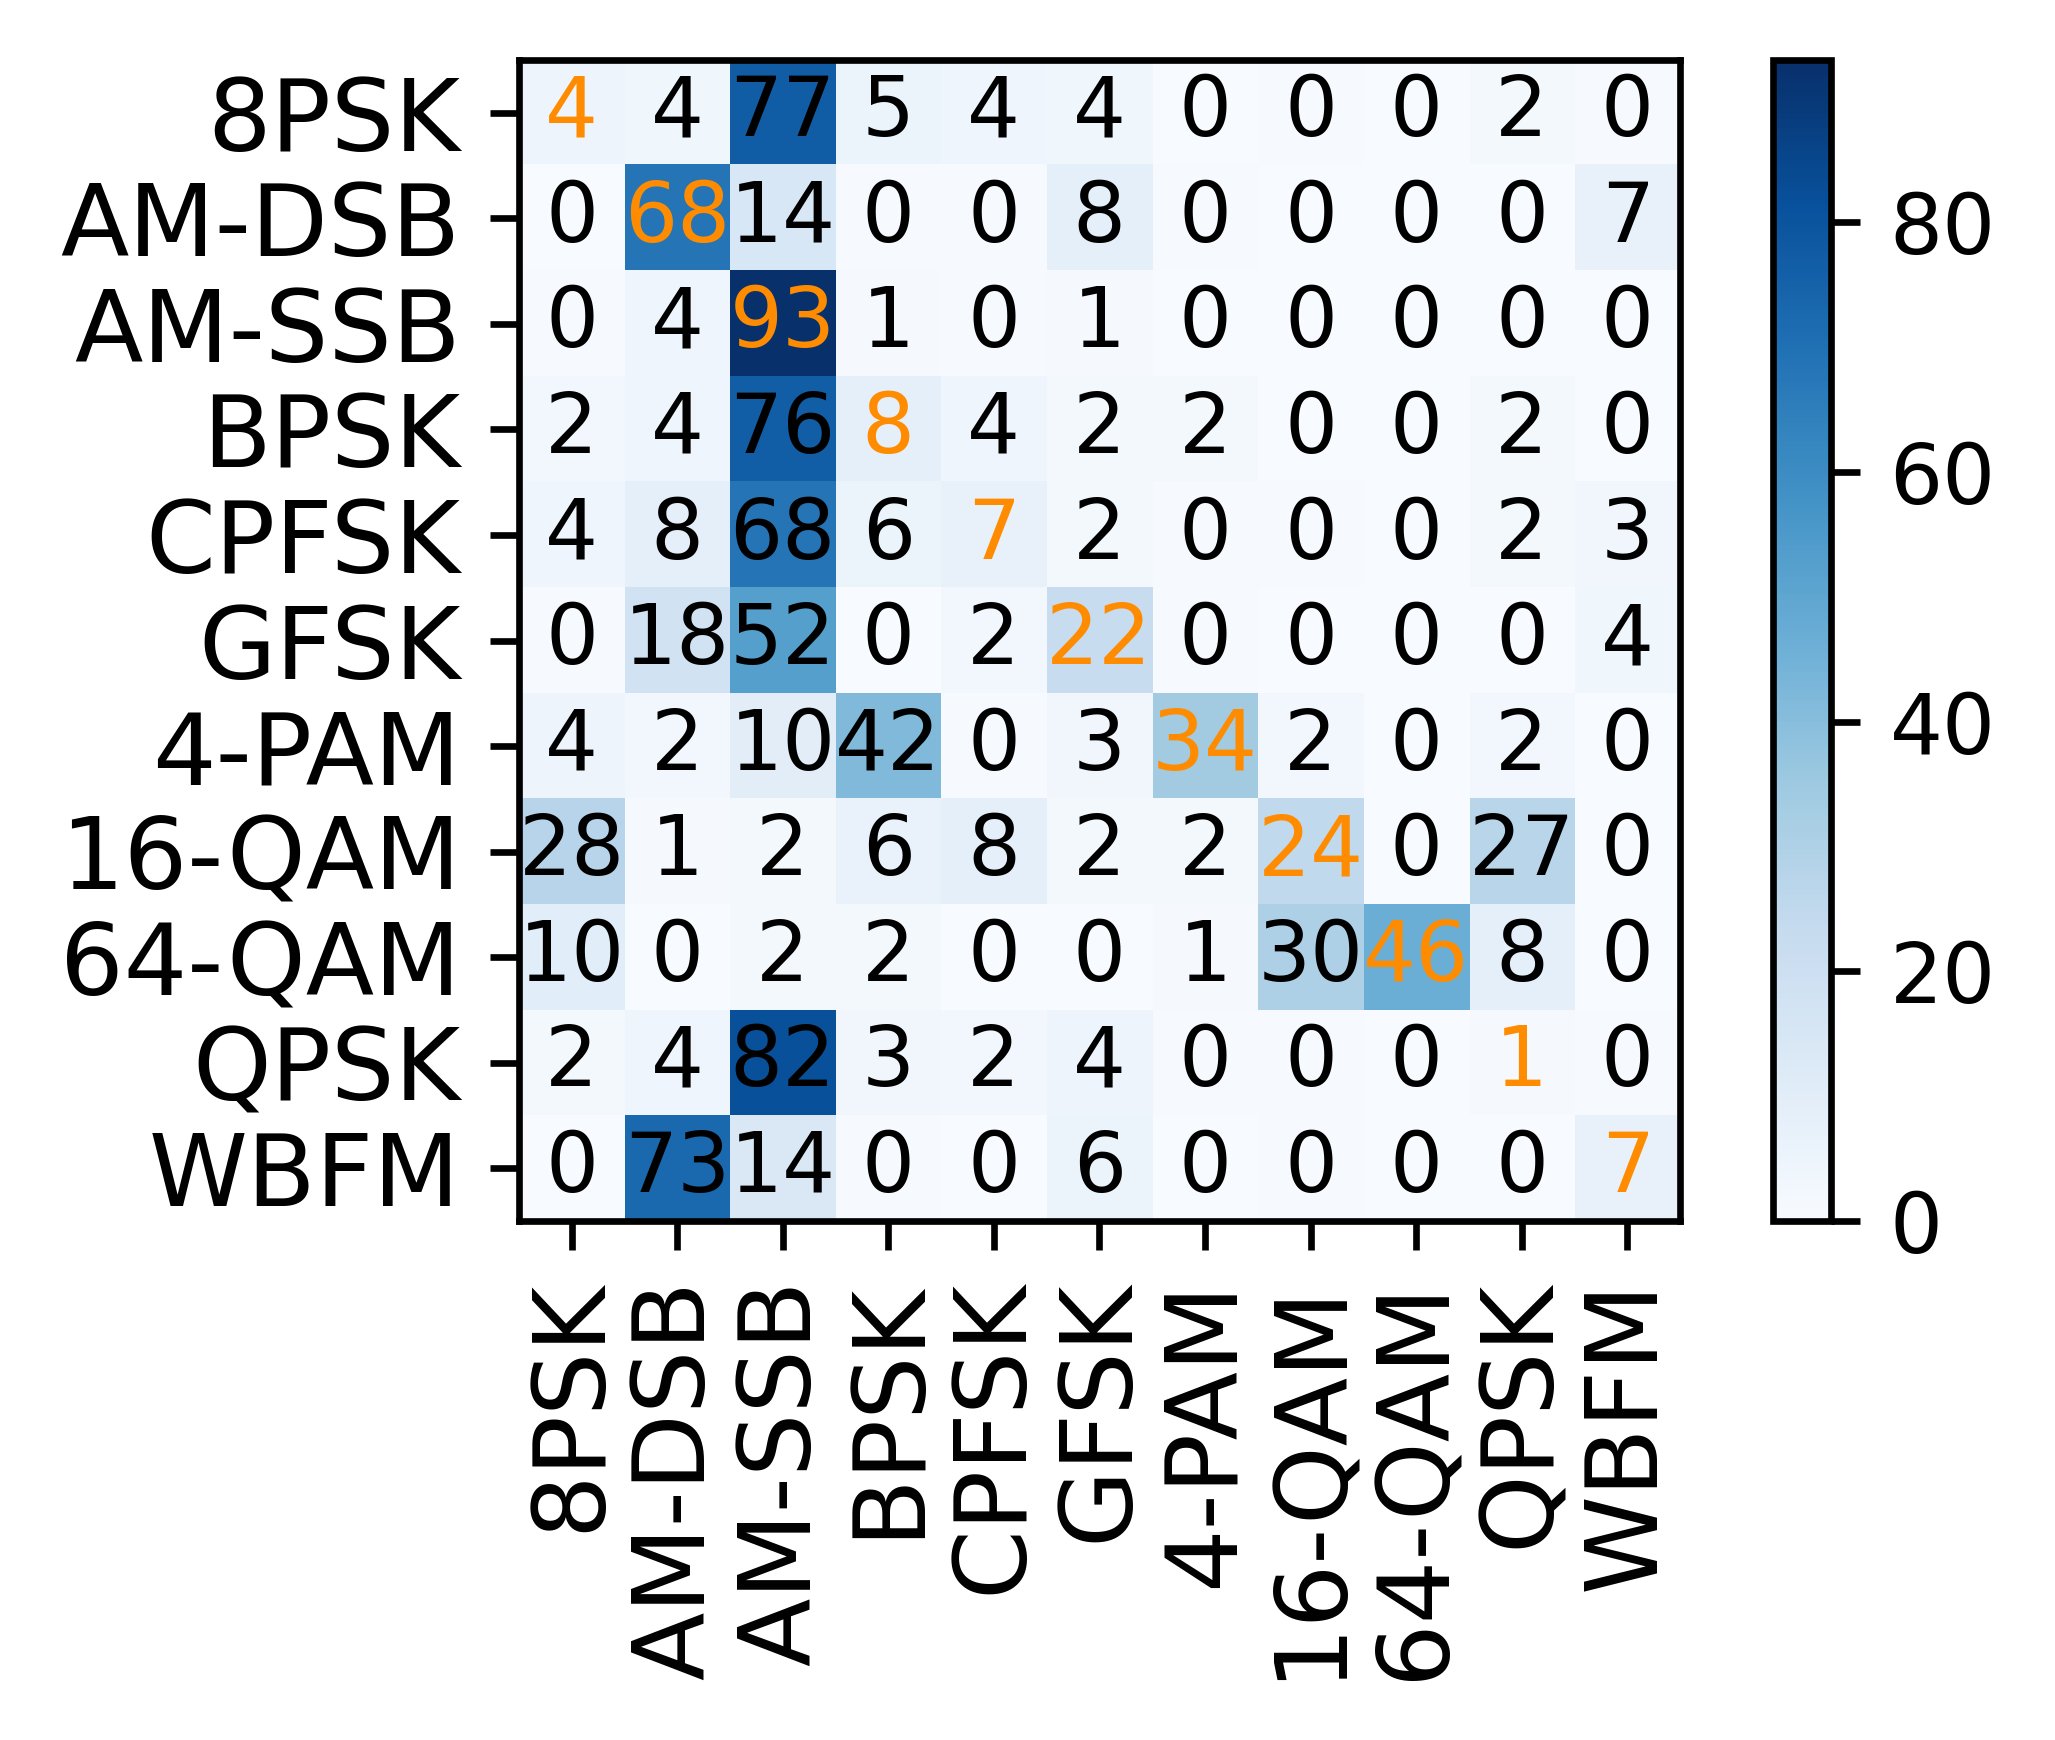 8PSK 4 4 77 5 4 4 0 0 0 2 0
AM-DSB 0 68 14 0 0 8 0 0 0 0 7 80
AM-SSB 0 4 93 1 0 1 0 0 0 0 0
BPSK 2 4 76 8 4 2 2 0 0 2 0 60
CPFSK 4 8 68 6 7 2 0 0 0 2 3
GFSK 0 18 52 0 2 22 0 0 0 0 4
4-PAM 4 2 10 42 0 3 34 2 0 2 0 40
16-QAM 28 1 2 6 8 2 2 24 0 27 0
64-QAM 10 0 2 2 0 0 1 30 46 8 0 20
QPSK 2 4 82 3 2 4 0 0 0 1 0
WBFM 0 73 14 0 0 6 0 0 0 0 7 0
8PSK
AM-DSB
AM-SSB
BPSK
CPFSK
GFSK
4-PAM
16-QAM
64-QAM
QPSK
WBFM